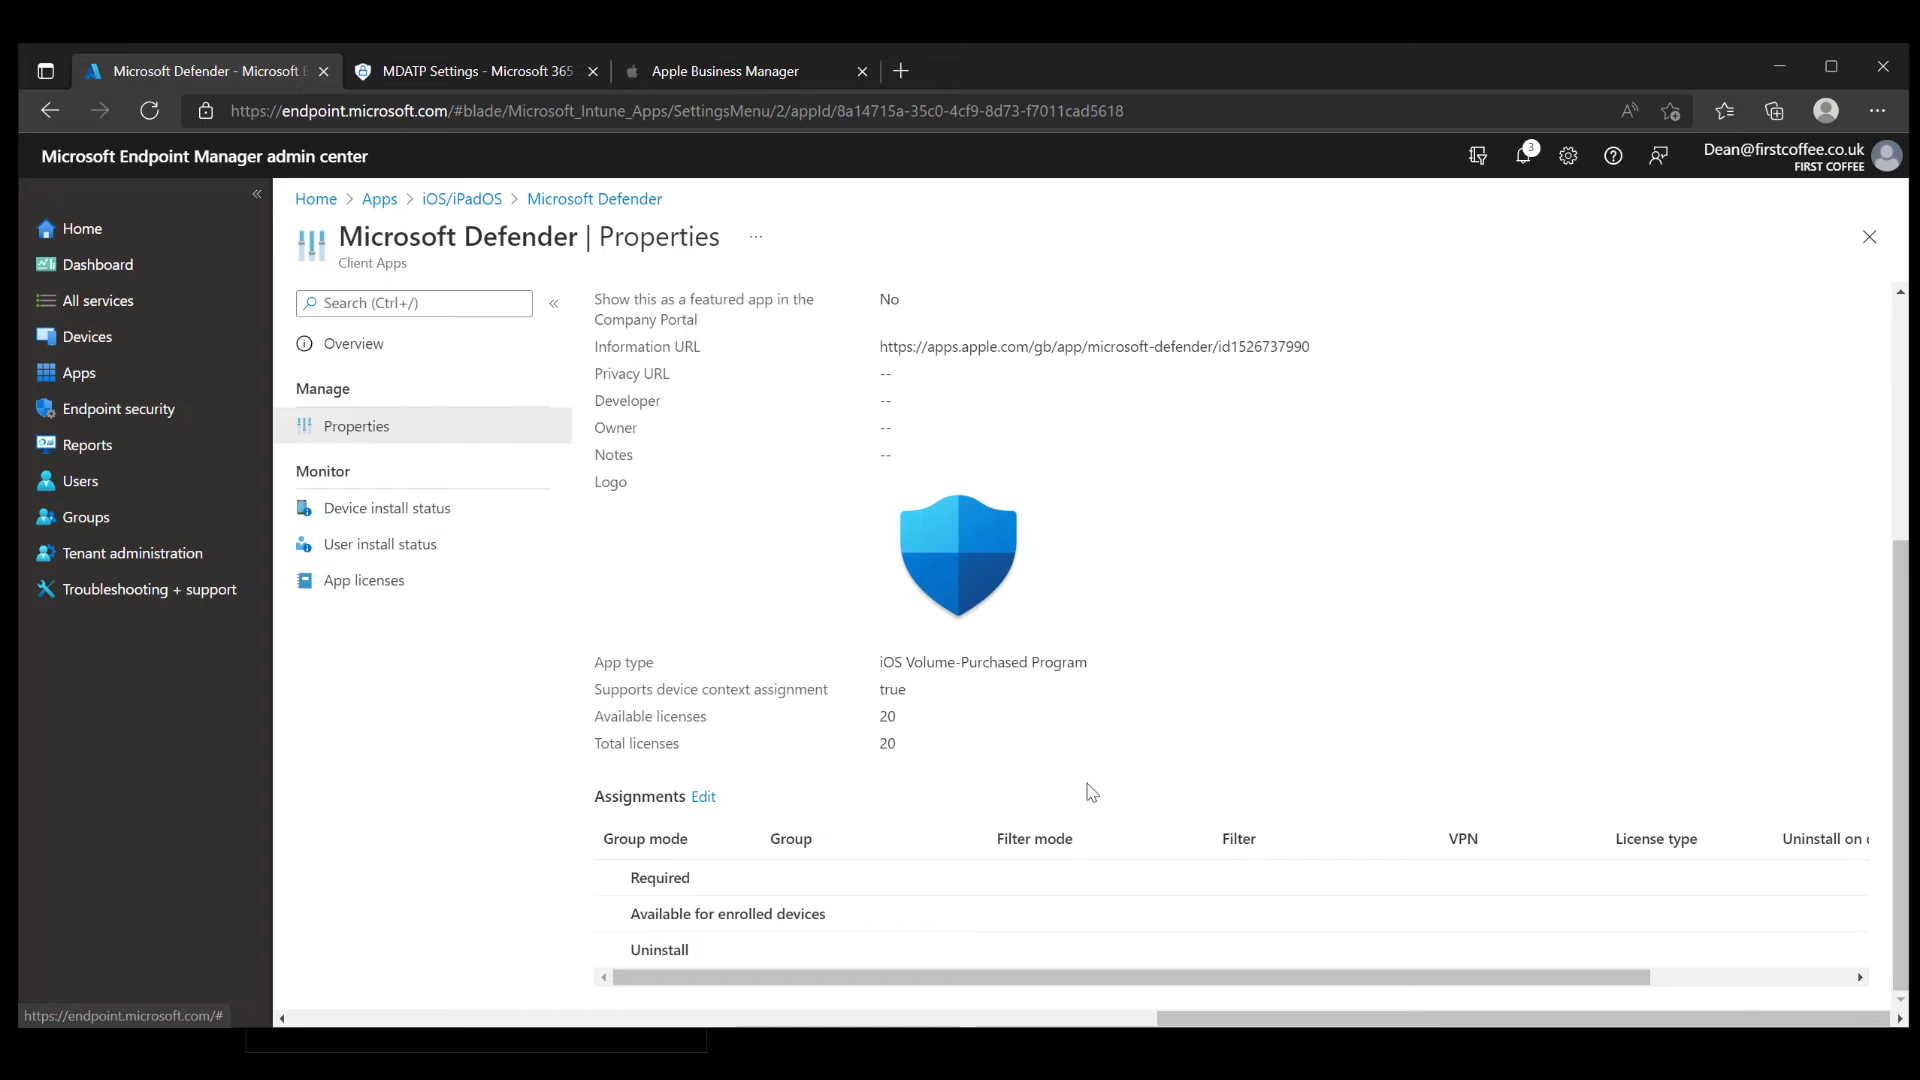 Microsoft Defender - Microsoft E
MDATP Settings - Microsoft 365
Apple Business Manager
https://endpoint.microsoft.com/#blade/Microsoft_Intune_Apps/SettingsMenu/2/appId/8a14715a-35c0-4cf9-8d73-f7011cad5618
Microsoft Endpoint Manager admin center
3
Dean@firstcoffee.co.uk
FIRST COFFEE
Home
Dashboard
All services
Devices
Apps
Endpoint security
Reports
Users
Groups
Tenant administration
Troubleshooting + support
Home > Apps > iOS/iPadOS > Microsoft Defender
Microsoft Defender | Properties ...
Client Apps
Search (Ctrl+/)
Overview
Manage
Properties
Monitor
Device install status
User install status
App licenses
Show this as a featured app in the Company Portal No
Information URL https://apps.apple.com/gb/app/microsoft-defender/id1526737990
Privacy URL --
Developer --
Owner --
Notes --
Logo
App type iOS Volume-Purchased Program
Supports device context assignment true
Available licenses 20
Total licenses 20
Assignments Edit
Group mode Group Filter mode Filter VPN License type Uninstall on
Required
Available for enrolled devices
Uninstall
https://endpoint.microsoft.com/#